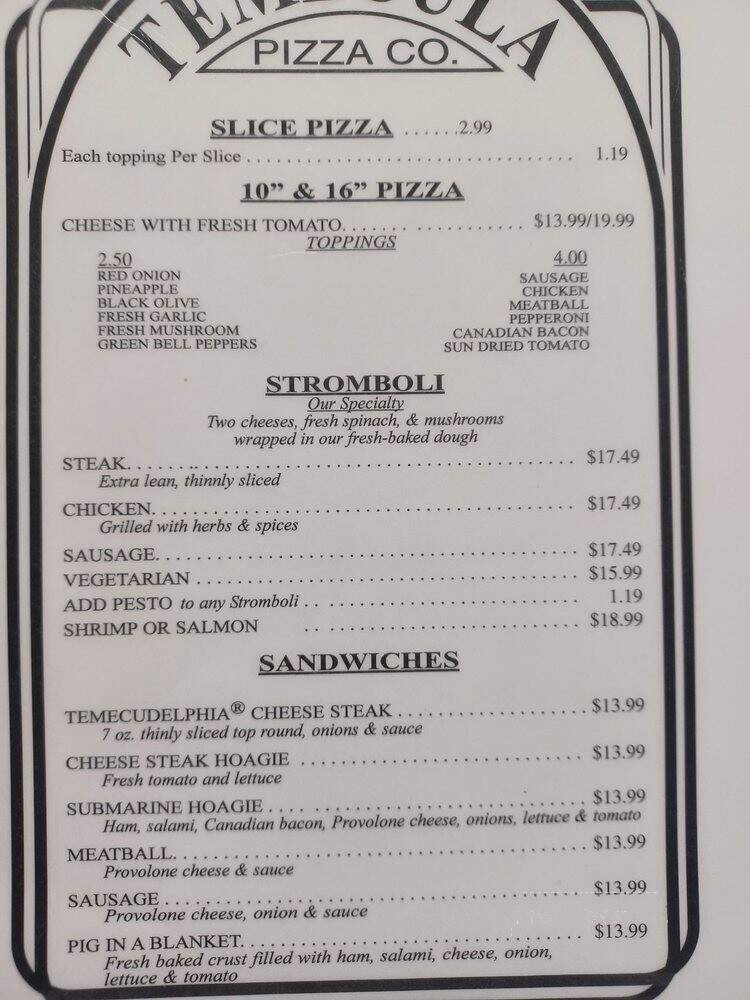 TEMECULA
PIZZA CO.
SLICE PIZZA ......2.99
Each topping Per Slice ................................ 1.19
10” & 16” PIZZA
CHEESE WITH FRESH TOMATO....... ........... $13.99/19.99
TOPPINGS
2.50 4.00
RED ONION SAUSAGE
PINEAPPLE CHICKEN
BLACK OLIVE MEATBALL
FRESH GARLIC PEPPERONI
FRESH MUSHROOM CANADIAN BACON
GREEN BELL PEPPERS SUN DRIED TOMATO
STROMBOLI
Our Specialty
Two cheeses, fresh spinach, & mushrooms
wrapped in our fresh-baked dough
STEAK...................................... $17.49
Extra lean, thinnly sliced
CHICKEN................................... $17.49
Grilled with herbs & spices
SAUSAGE................................... $17.49
VEGETARIAN ................................ $15.99
ADD PESTO to any Stromboli ....................... 1.19
SHRIMP OR SALMON ....................... $18.99
SANDWICHES
TEMECUDELPHIA® CHEESE STEAK ................ $13.99
7 oz. thinly sliced top round, onions & sauce
CHEESE STEAK HOAGIE ........................ $13.99
Fresh tomato and lettuce
SUBMARINE HOAGIE .... ....................... $13.99
Ham, salami, Canadian bacon, Provolone cheese, onions, lettuce & tomato
MEATBALL................................... $13.99
Provolone cheese & sauce
SAUSAGE ................................... $13.99
Provolone cheese, onion & sauce
PIG IN A BLANKET............................. $13.99
Fresh baked crust filled with ham, salami, cheese, onion,
lettuce & tomato